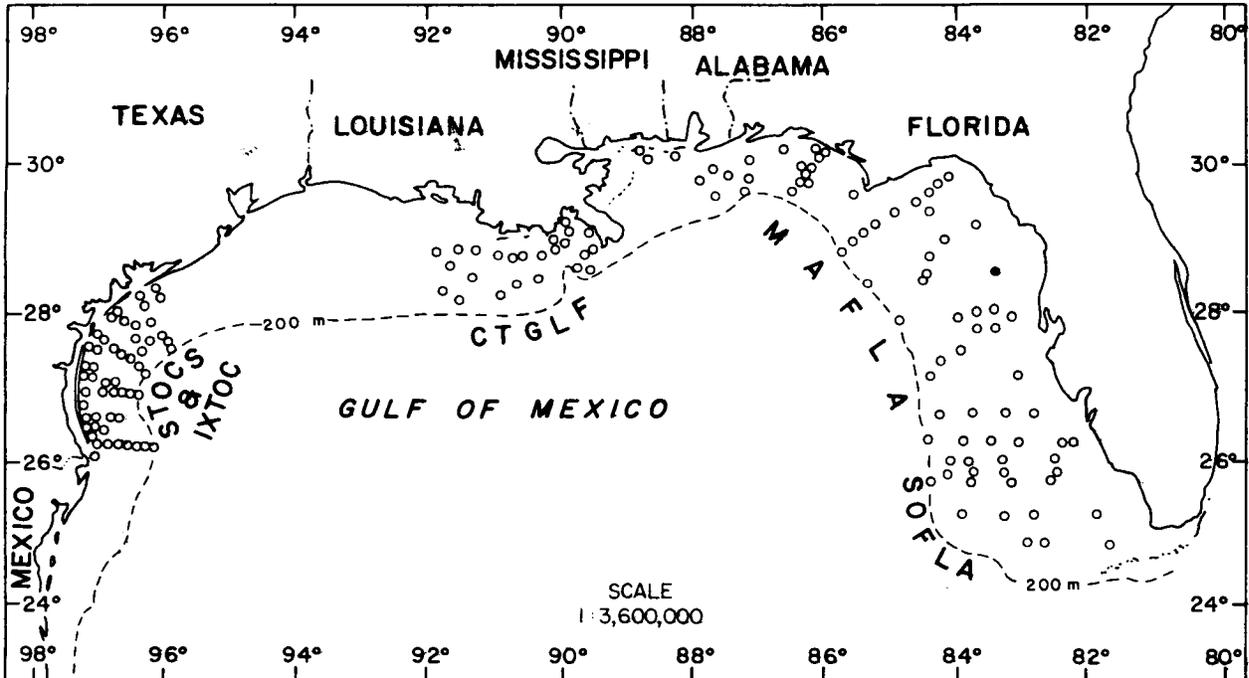 98° 96° 94° 92° 90° 88° 86° 84° 82° 80°
MISSISSIPPI ALABAMA
TEXAS LOUISIANA FLORIDA
30° 30°
28° 28°
200 m
CTGLF
MAFLA
STOCS
&
IXTOC
GULF OF MEXICO
26° 26°
SOFLA
MEXICO
200 m
SCALE
1:3,600,000
24° 24°
98° 96° 94° 92° 90° 88° 86° 84° 82° 80°